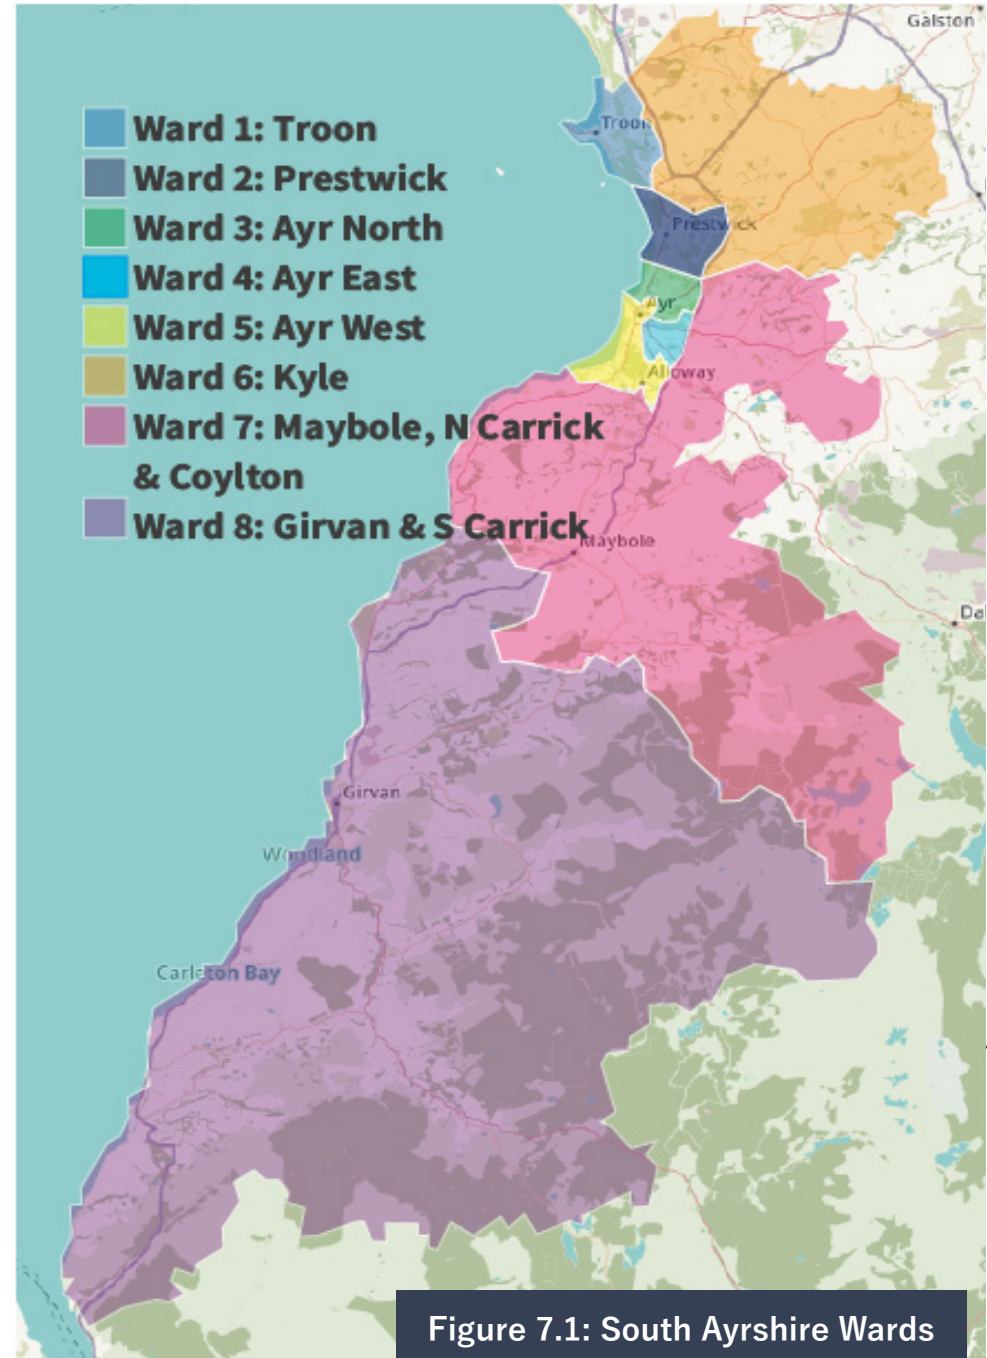 Galston
Ward 1: Troon
Troon
Ward 2: Prestwick
Prestwick
Ward 3: Ayr North
Ward 4: Ayr East
Ayr
Ward 5: Ayr West
Ward 6: Kyle
Alloway
Ward 7: Maybole, N Carrick
& Coylton
Ward 8: Girvan & S Carrick
Maybole
Dal
Girvan
Woodland
Carleton Bay
Figure 7.1: South Ayrshire Wards